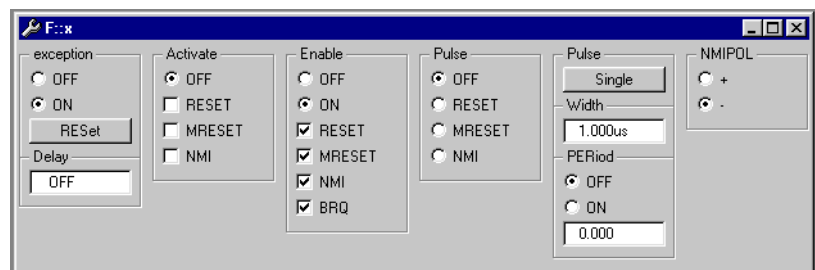 F::x
exception
OFF
ON
RESet
Delay
OFF
Activate
OFF
RESET
MRESET
NMI
Enable
OFF
ON
RESET
MRESET
NMI
BRQ
Pulse
OFF
RESET
MRESET
NMI
Pulse
Single
Width
1.000us
PERiod
OFF
ON
0.000
NMIPOL
+
-